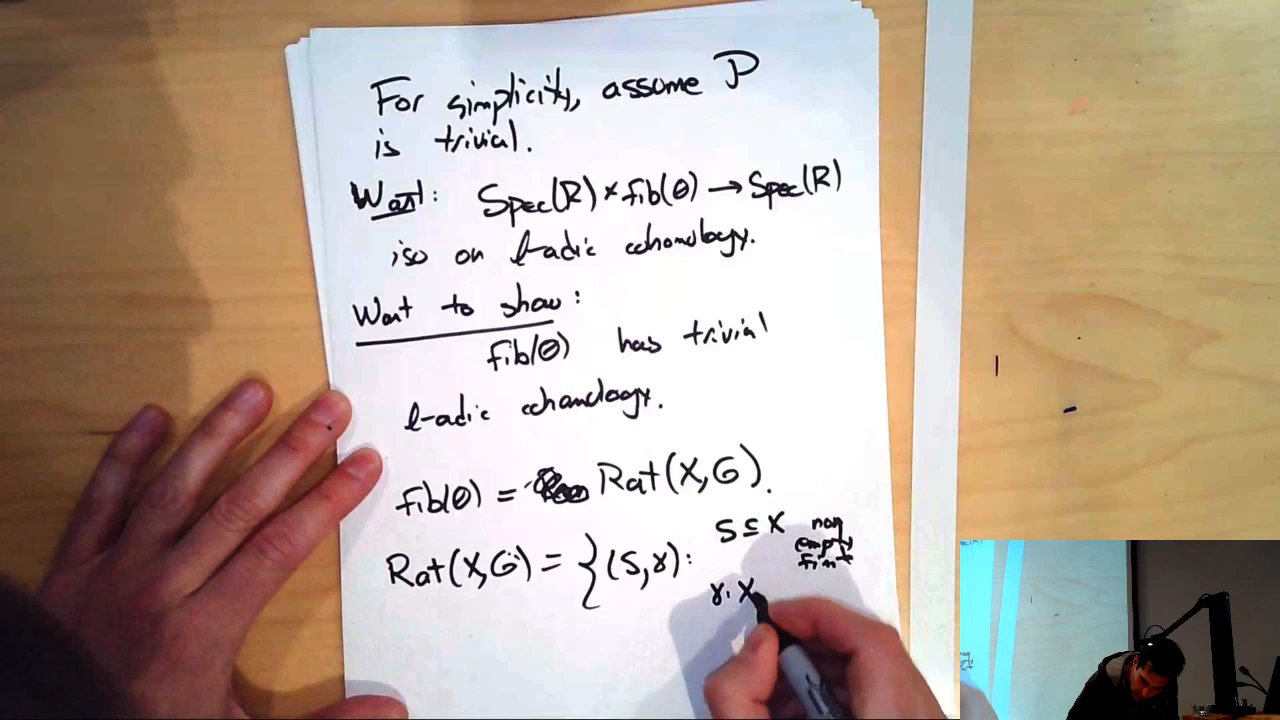 For simplicity, assume P
is trivial.
Want: Spec(R) × fib(θ) → Spec(R)
iso on l-adic cohomology.
Want to show:
fib(θ) has trivial
l-adic cohomology.
fib(θ) = Rat(X,G).
Rat(X,G) = {(S,γ): S ⊆ X non
empty
finite
γ: X